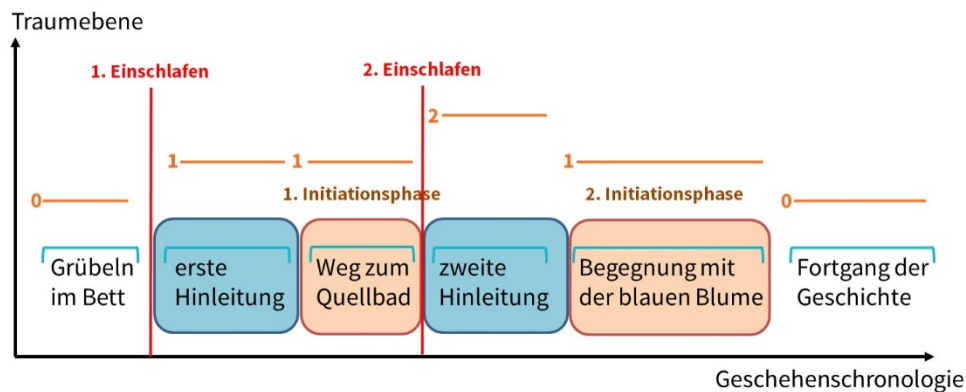 Traumebene
1. Einschlafen
2. Einschlafen
2
1
1
1
0
1. Initiationsphase
2. Initiationsphase
0
Grübeln
im Bett
erste
Hinleitung
Weg zum
Quellbad
zweite
Hinleitung
Begegnung mit
der blauen Blume
Fortgang der
Geschichte
Geschehenschronologie